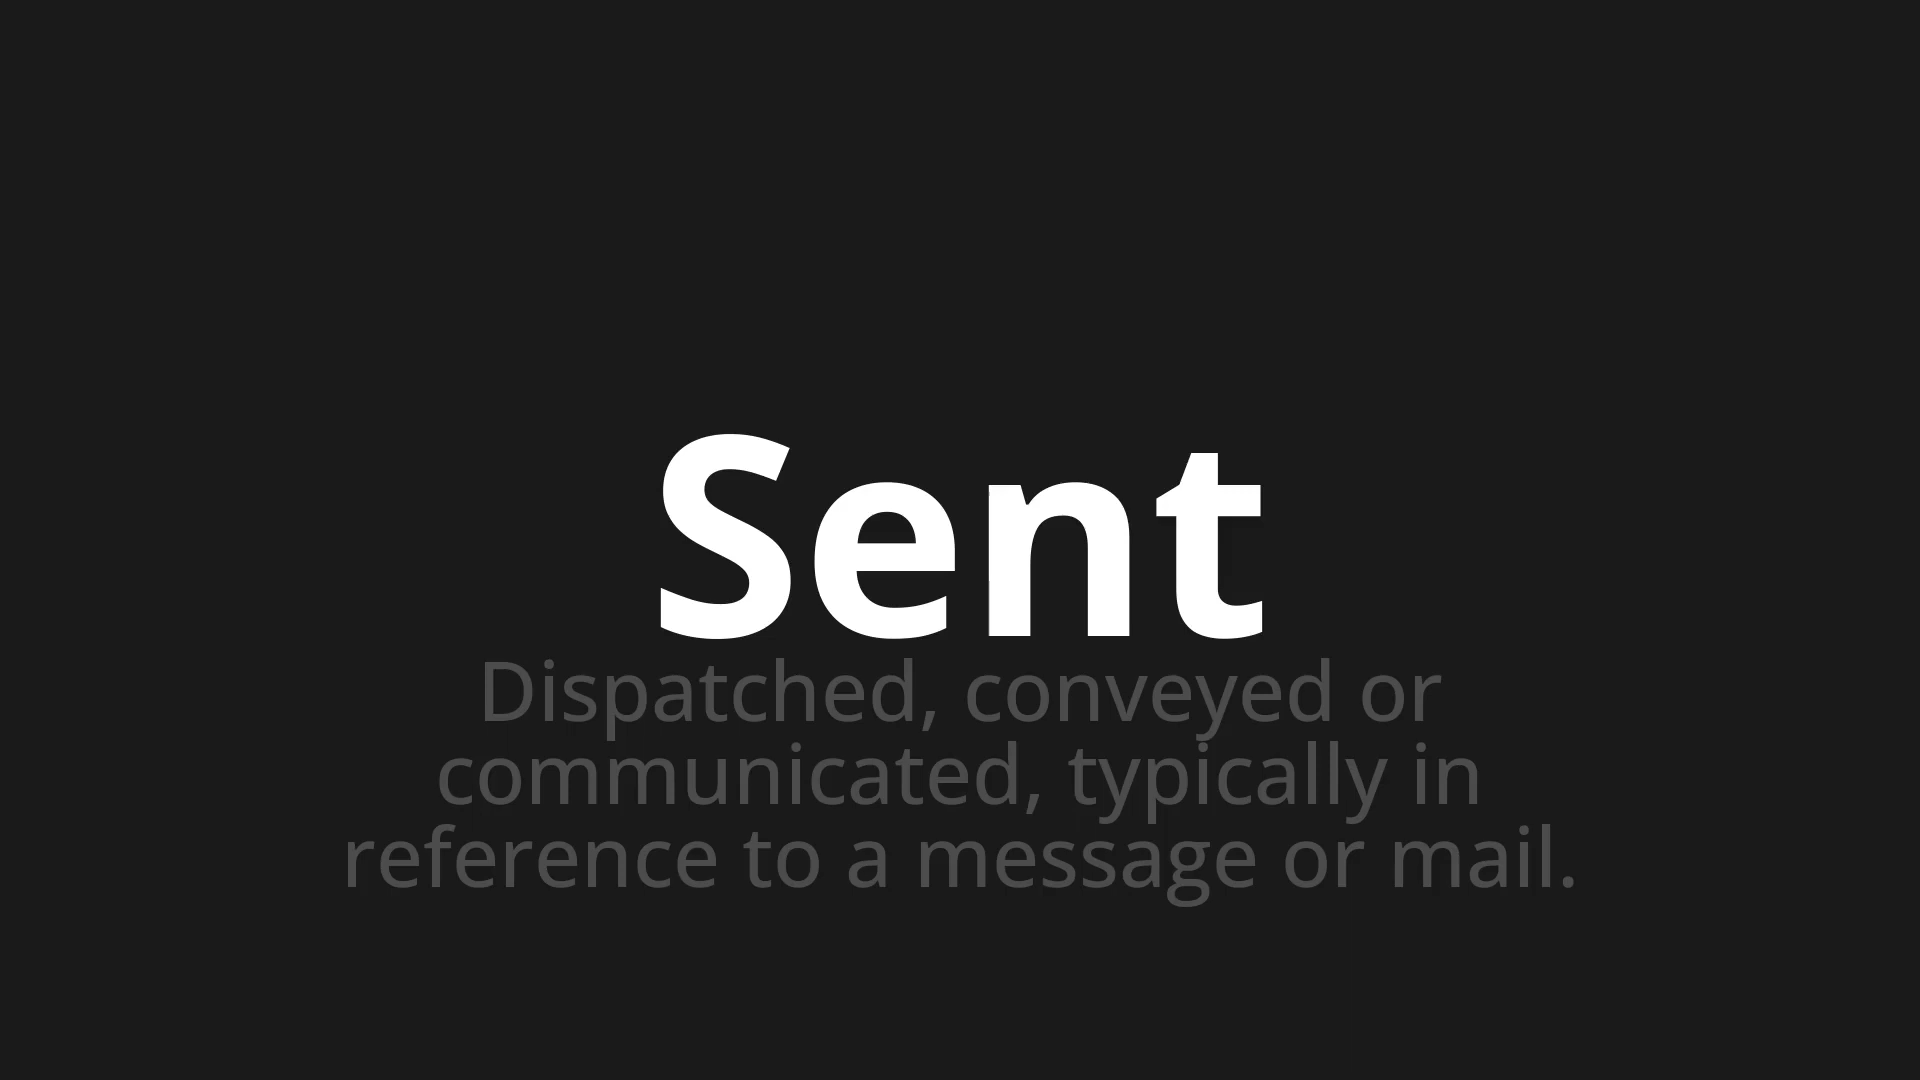 Sent
Dispatched, conveyed or
communicated, typically in
reference to a message or mail.